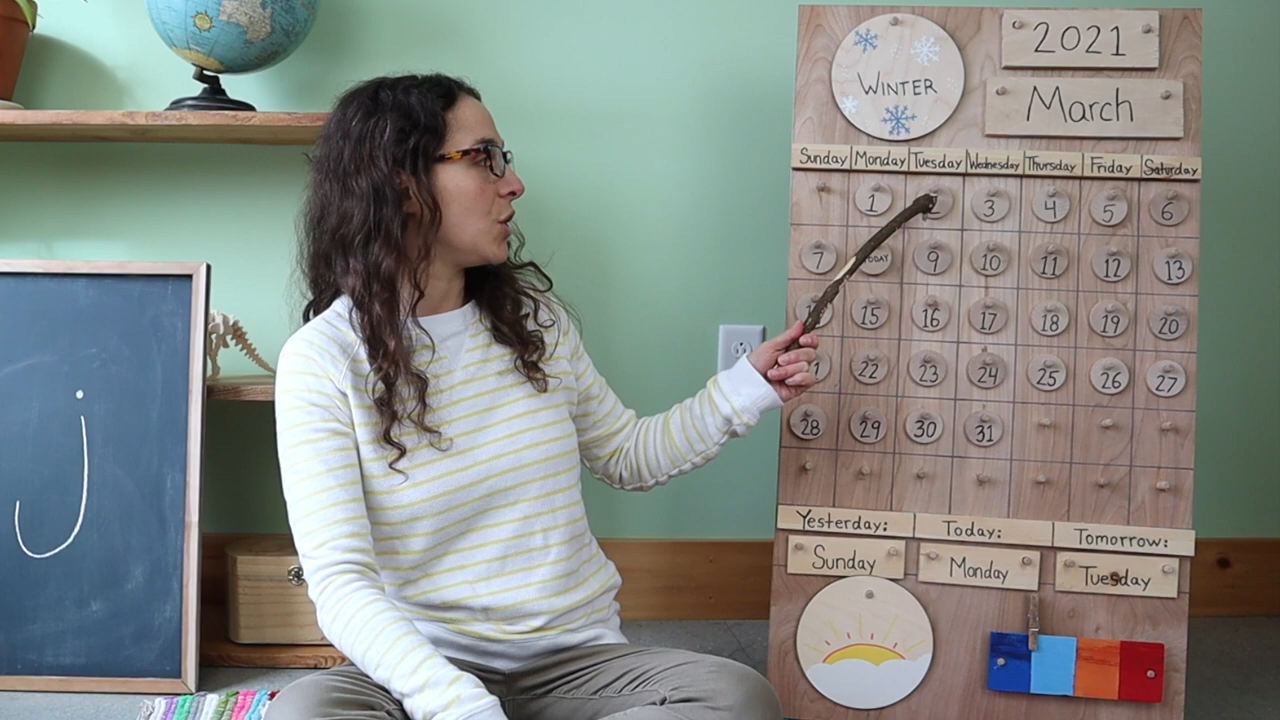 2021
WINTER
March
Sunday Monday Tuesday Wednesday Thursday Friday Saturday
1 2 3 4 5 6
7 9 10 11 12 13
15 16 17 18 19 20
22 23 24 25 26 27
28 29 30 31
Yesterday: Today: Tomorrow:
Sunday Monday Tuesday
j